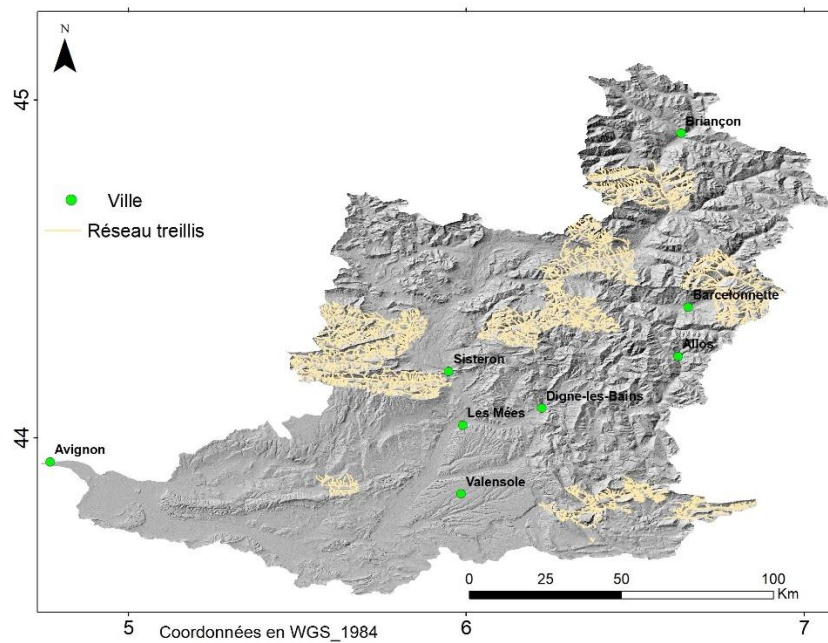 N
45
Briançon
Ville
Réseau treillis
Barcelonnette
Allos
Sisteron
Digne-les-Bains
Les Mées
44
Avignon
Valensole
0 25 50 100
Km
5 6 7
Coordonnées en WGS_1984